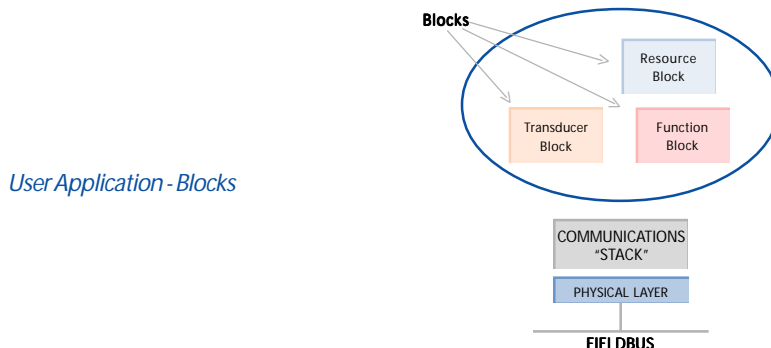 Blocks
Resource
Block
Transducer
Block
Function
Block
User Application - Blocks
COMMUNICATIONS
“STACK”
PHYSICAL LAYER
FIELDBUS